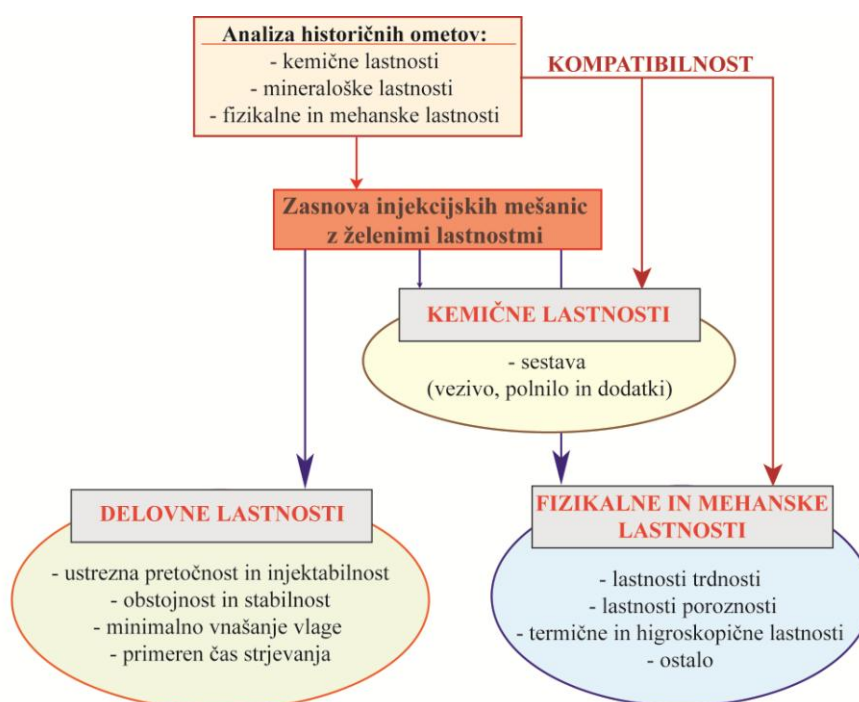 Analiza historičnih ometov:
- kemične lastnosti
- mineraloške lastnosti
- fizikalne in mehanske lastnosti
KOMPATIBILNOST
Zasnova injekcijskih mešanic
z želenimi lastnostmi
KEMIČNE LASTNOSTI
- sestava
(vezivo, polnilo in dodatki)
DELOVNE LASTNOSTI
- ustrezna pretočnost in injektabilnost
- obstojnost in stabilnost
- minimalno vnašanje vlage
- primeren čas strjevanja
FIZIKALNE IN MEHANSKE
LASTNOSTI
- lastnosti trdnosti
- lastnosti poroznosti
- termične in higroskopične lastnosti
- ostalo